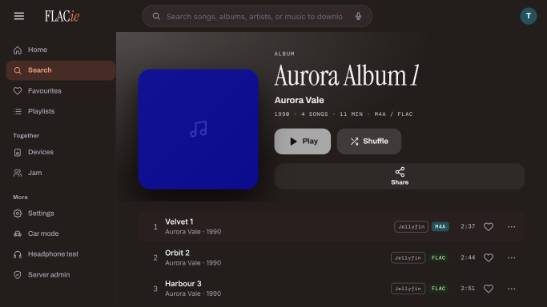 FLACie
Search songs, albums, artists, or music to downlo
T
Home
Search
Favourites
Playlists
Together
Devices
Jam
More
Settings
Car mode
Headphone test
Server admin
ALBUM
Aurora Album 1
Aurora Vale
1990 · 4 SONGS · 11 MIN · M4A / FLAC
Play
Shuffle
Share
1 Velvet 1 Jellyfin M4A 2:37
Aurora Vale · 1990
2 Orbit 2 Jellyfin FLAC 2:44
Aurora Vale · 1990
3 Harbour 3 Jellyfin FLAC 2:51
Aurora Vale · 1990